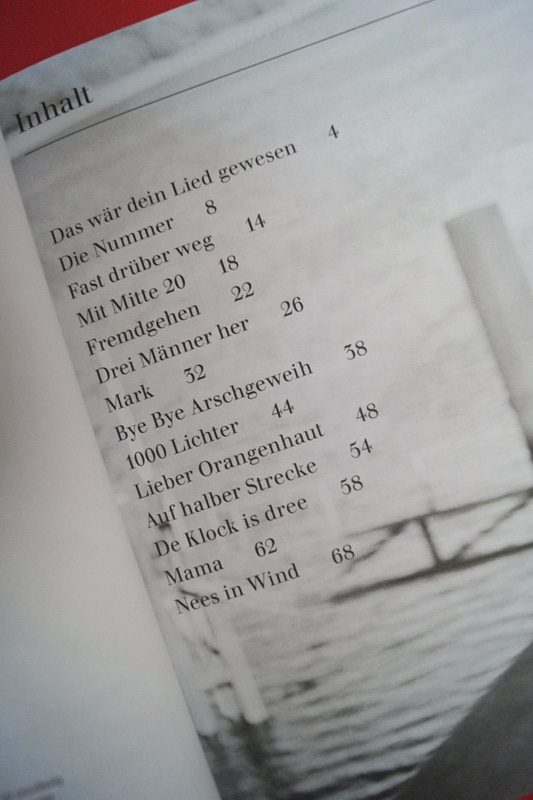 Inhalt
Das wär dein Lied gewesen 4
Die Nummer 8
Fast drüber weg 14
Mit Mitte 20 18
Fremdgehen 22
Drei Männer her 26
Mark 32
Bye Bye Arschgeweih 38
1000 Lichter 44
Lieber Orangenhaut 48
Auf halber Strecke 54
De Klock is dree 58
Mama 62
Nees in Wind 68